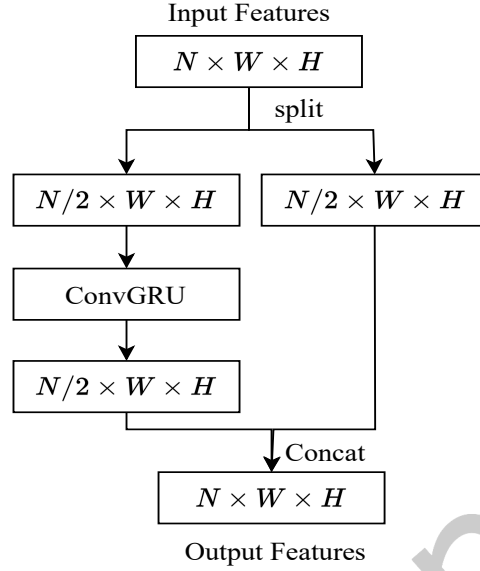 Input Features
N × W × H
split
N/2 × W × H
N/2 × W × H
ConvGRU
N/2 × W × H
Concat
N × W × H
Output Features